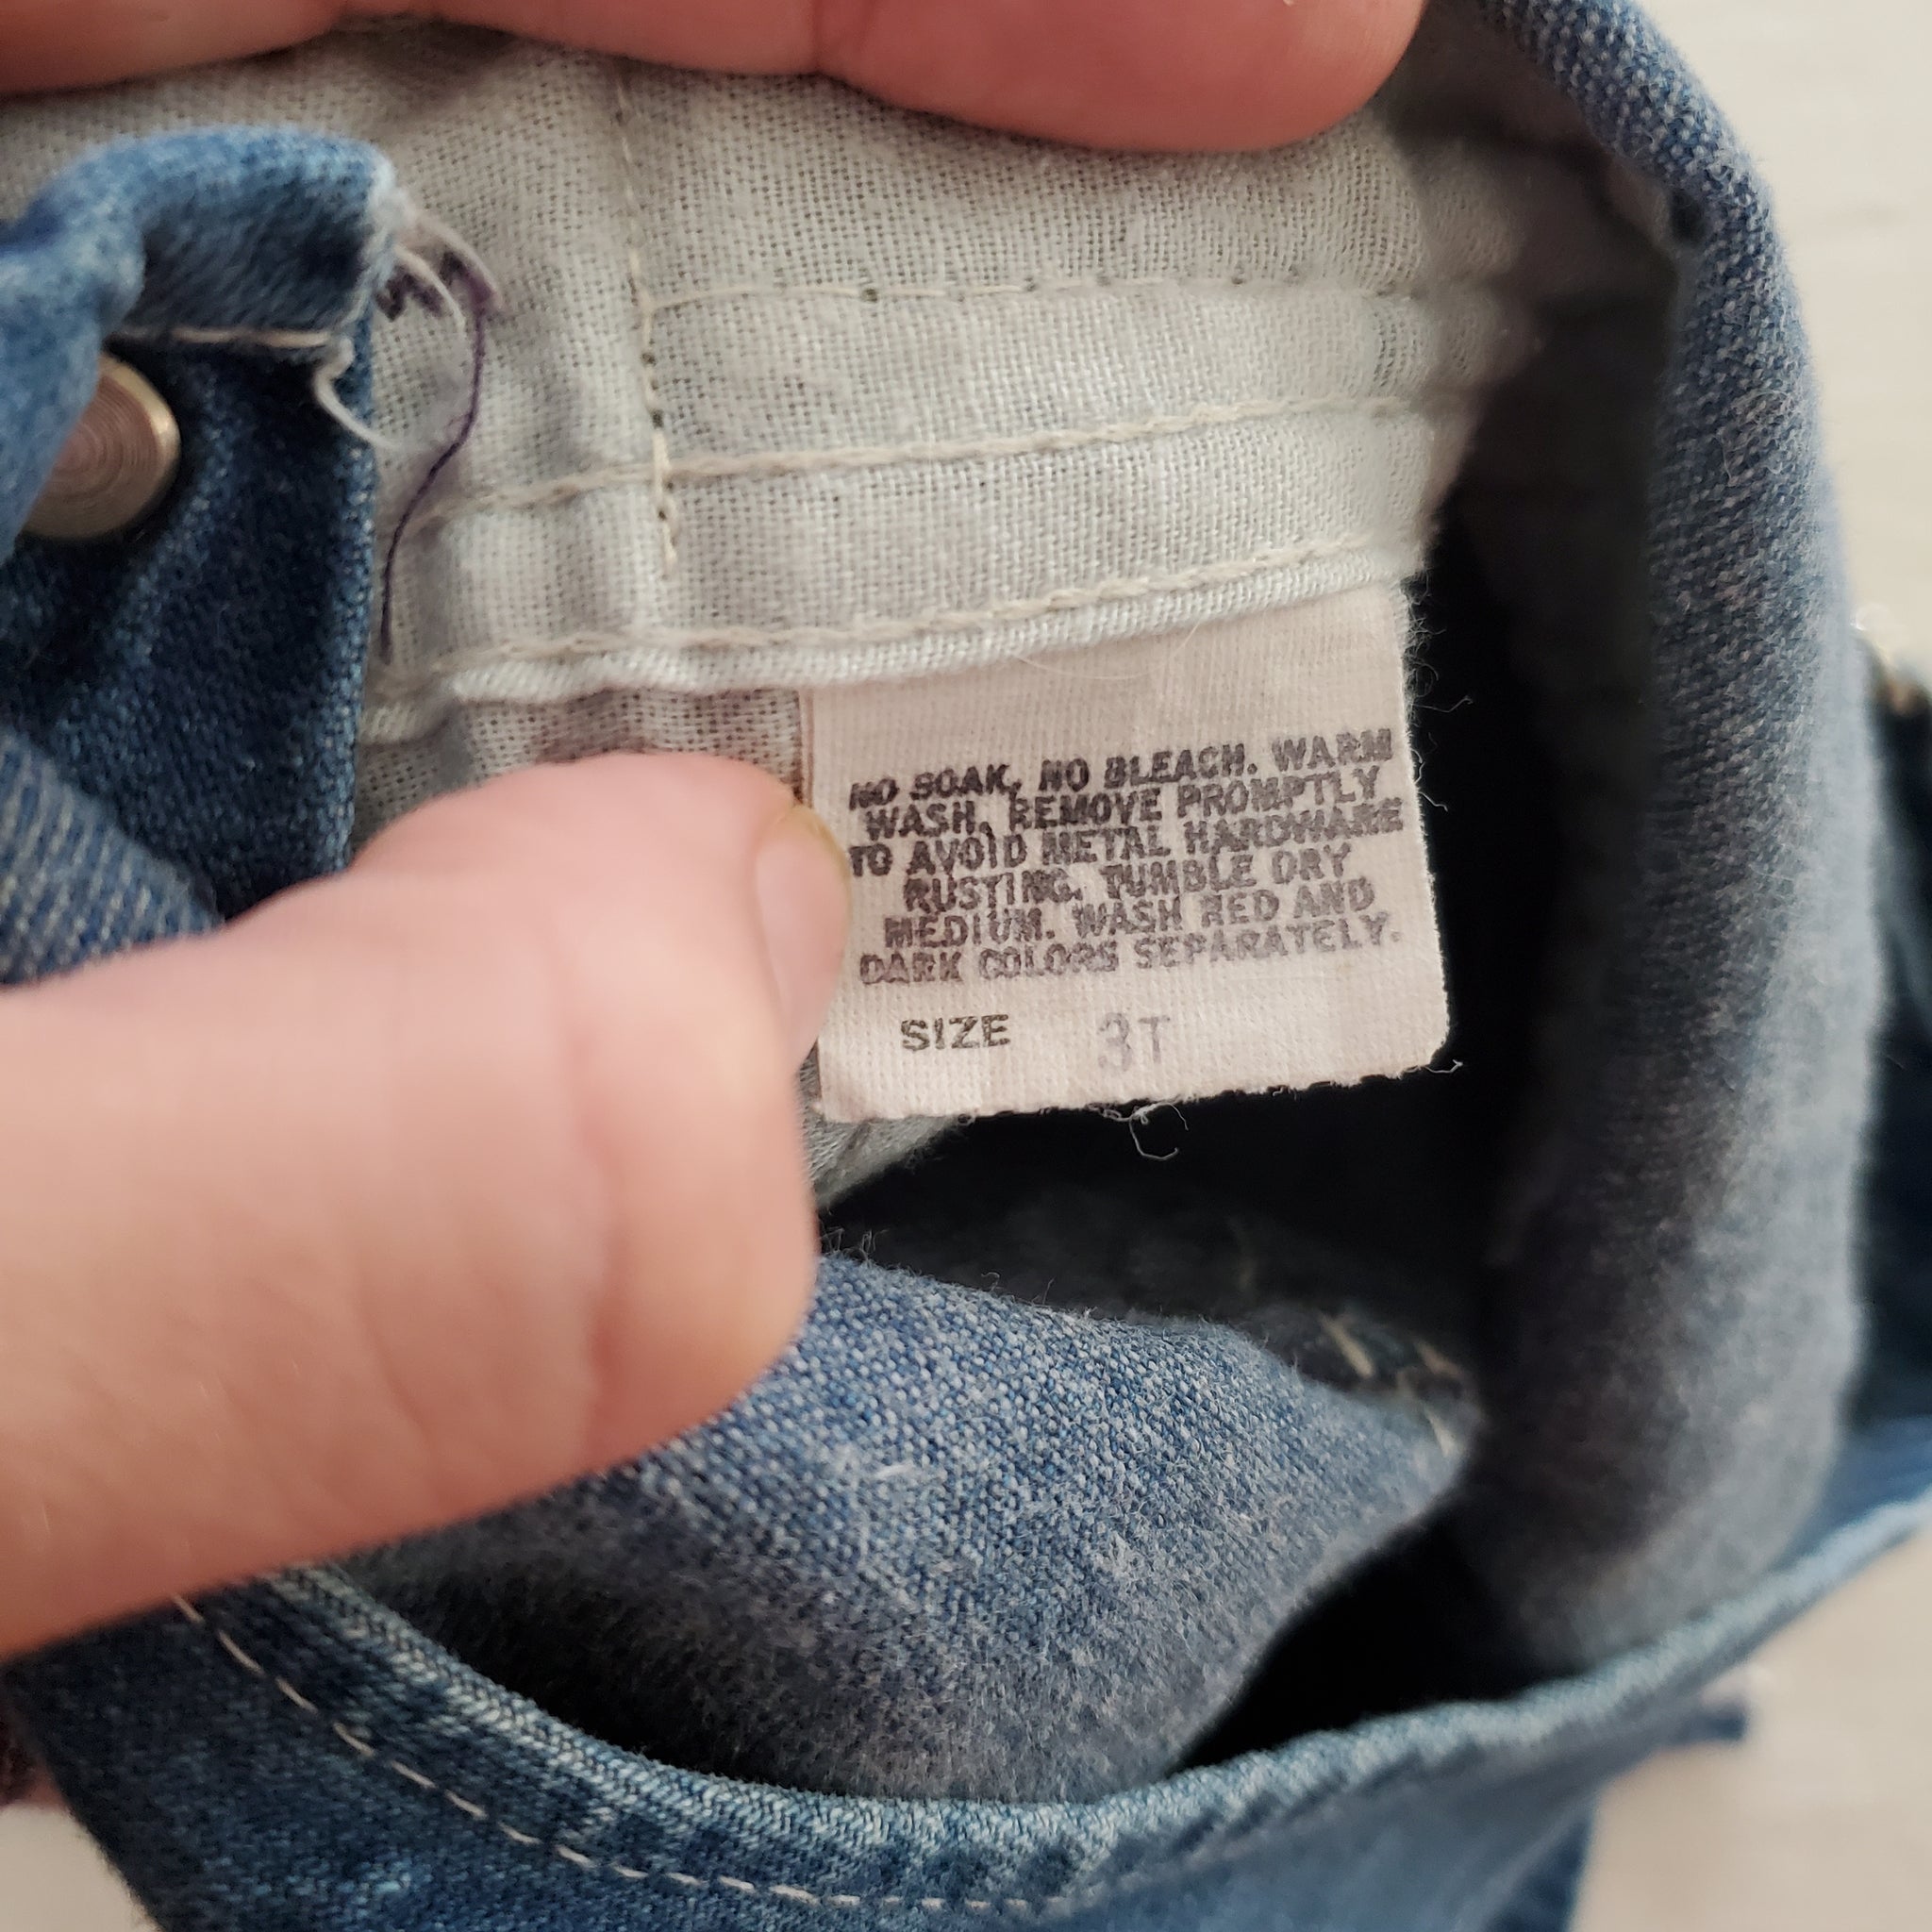 NO SOAK, NO BLEACH. WARM
WASH. REMOVE PROMPTLY
TO AVOID METAL HARDWARE
RUSTING. TUMBLE DRY
MEDIUM. WASH RED AND
DARK COLORS SEPARATELY.
SIZE 3T